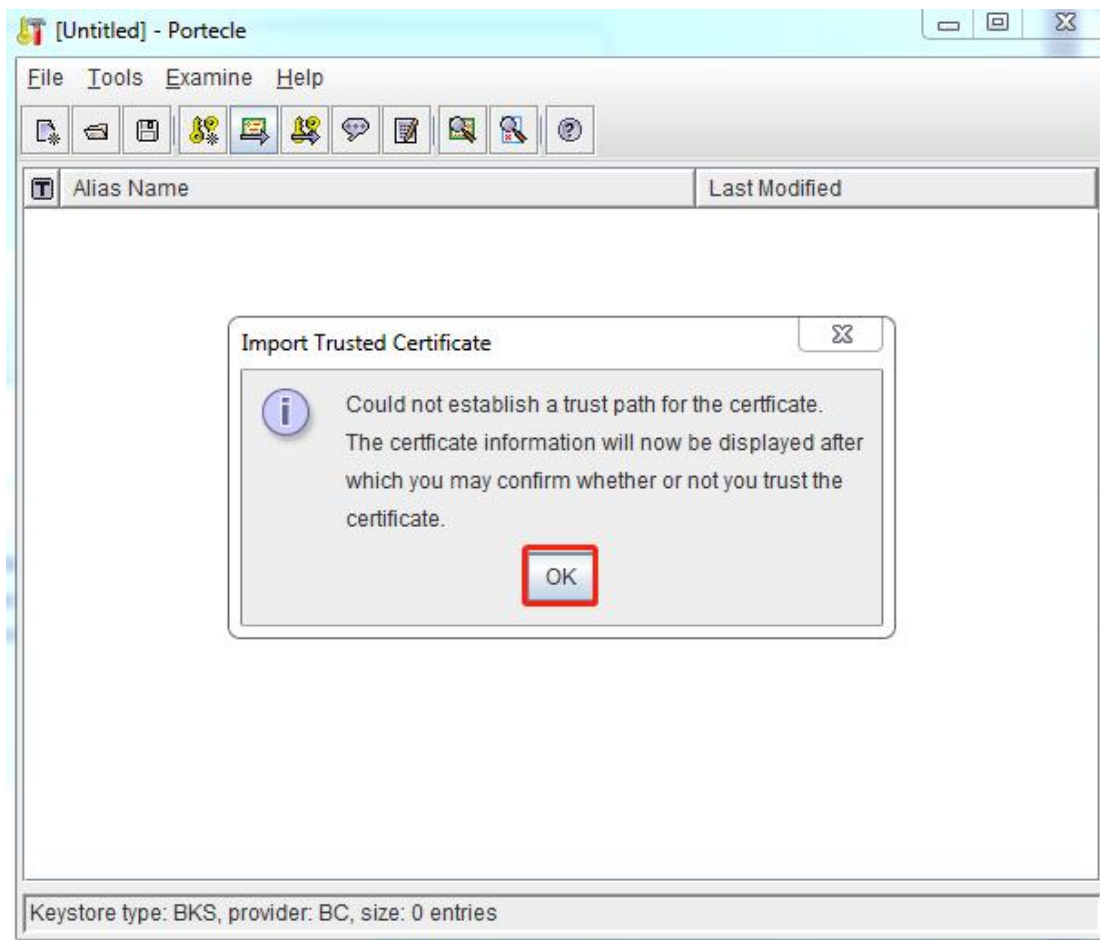 [Untitled] - Portecle
File Tools Examine Help
T Alias Name Last Modified
Import Trusted Certificate
i Could not establish a trust path for the certficate.
The certficate information will now be displayed after
which you may confirm whether or not you trust the
certificate.
OK
Keystore type: BKS, provider: BC, size: 0 entries